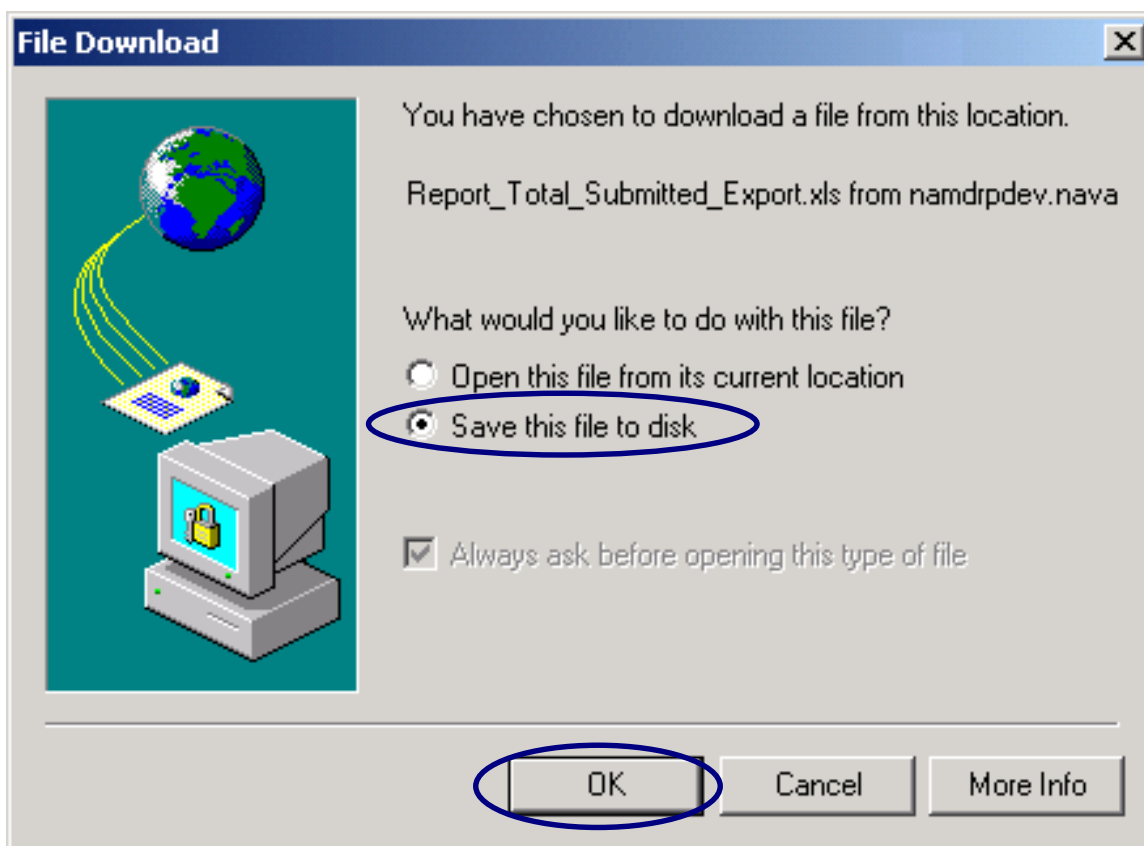 File Download
You have chosen to download a file from this location.
Report_Total_Submitted_Export.xls from namdrpdev.nava
What would you like to do with this file?
Open this file from its current location
Save this file to disk
Always ask before opening this type of file
OK Cancel More Info